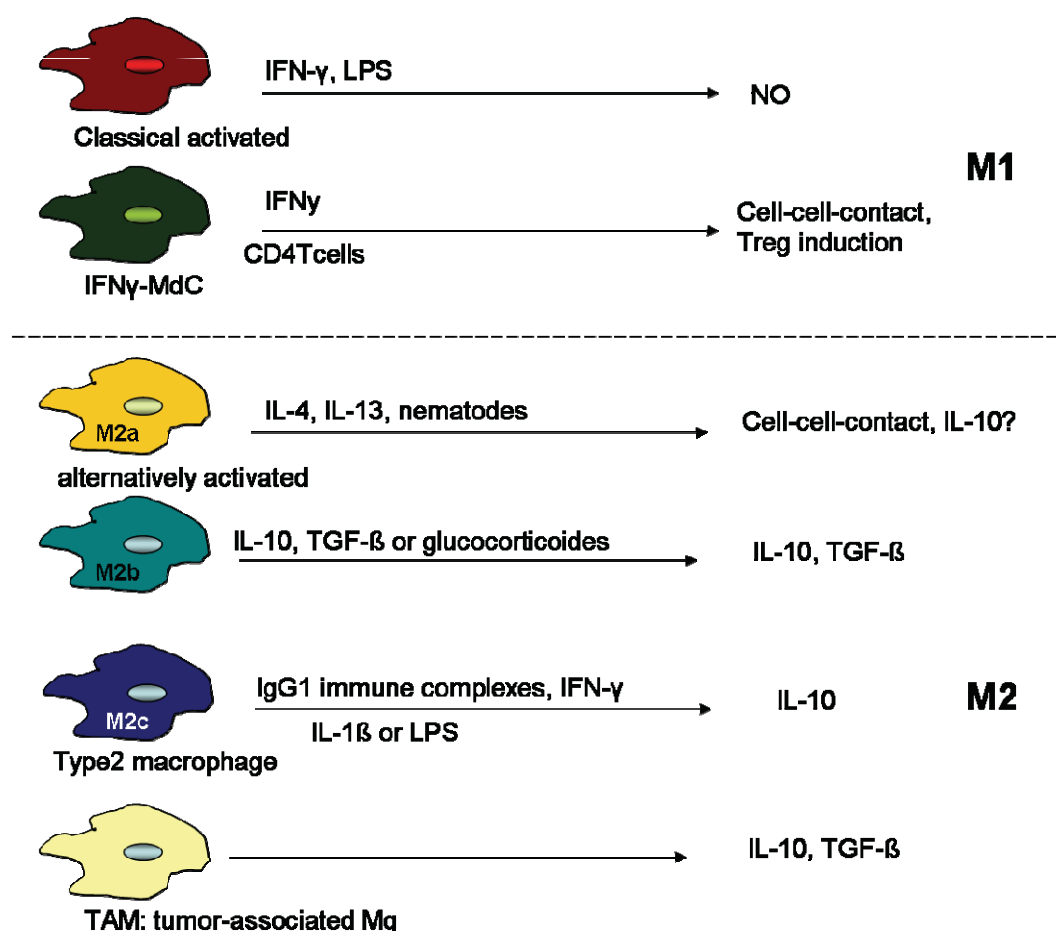 IFN-γ, LPS
NO
Classical activated
M1
IFNy
Cell-cell-contact,
Treg induction
CD4Tcells
IFNγ-MdC
IL-4, IL-13, nematodes
Cell-cell-contact, IL-10?
M2a
alternatively activated
IL-10, TGF-ß or glucocorticoides
IL-10, TGF-ß
M2b
IgG1 immune complexes, IFN-γ
IL-10
M2
M2c
IL-1ß or LPS
Type2 macrophage
IL-10, TGF-ß
TAM: tumor-associated Mq